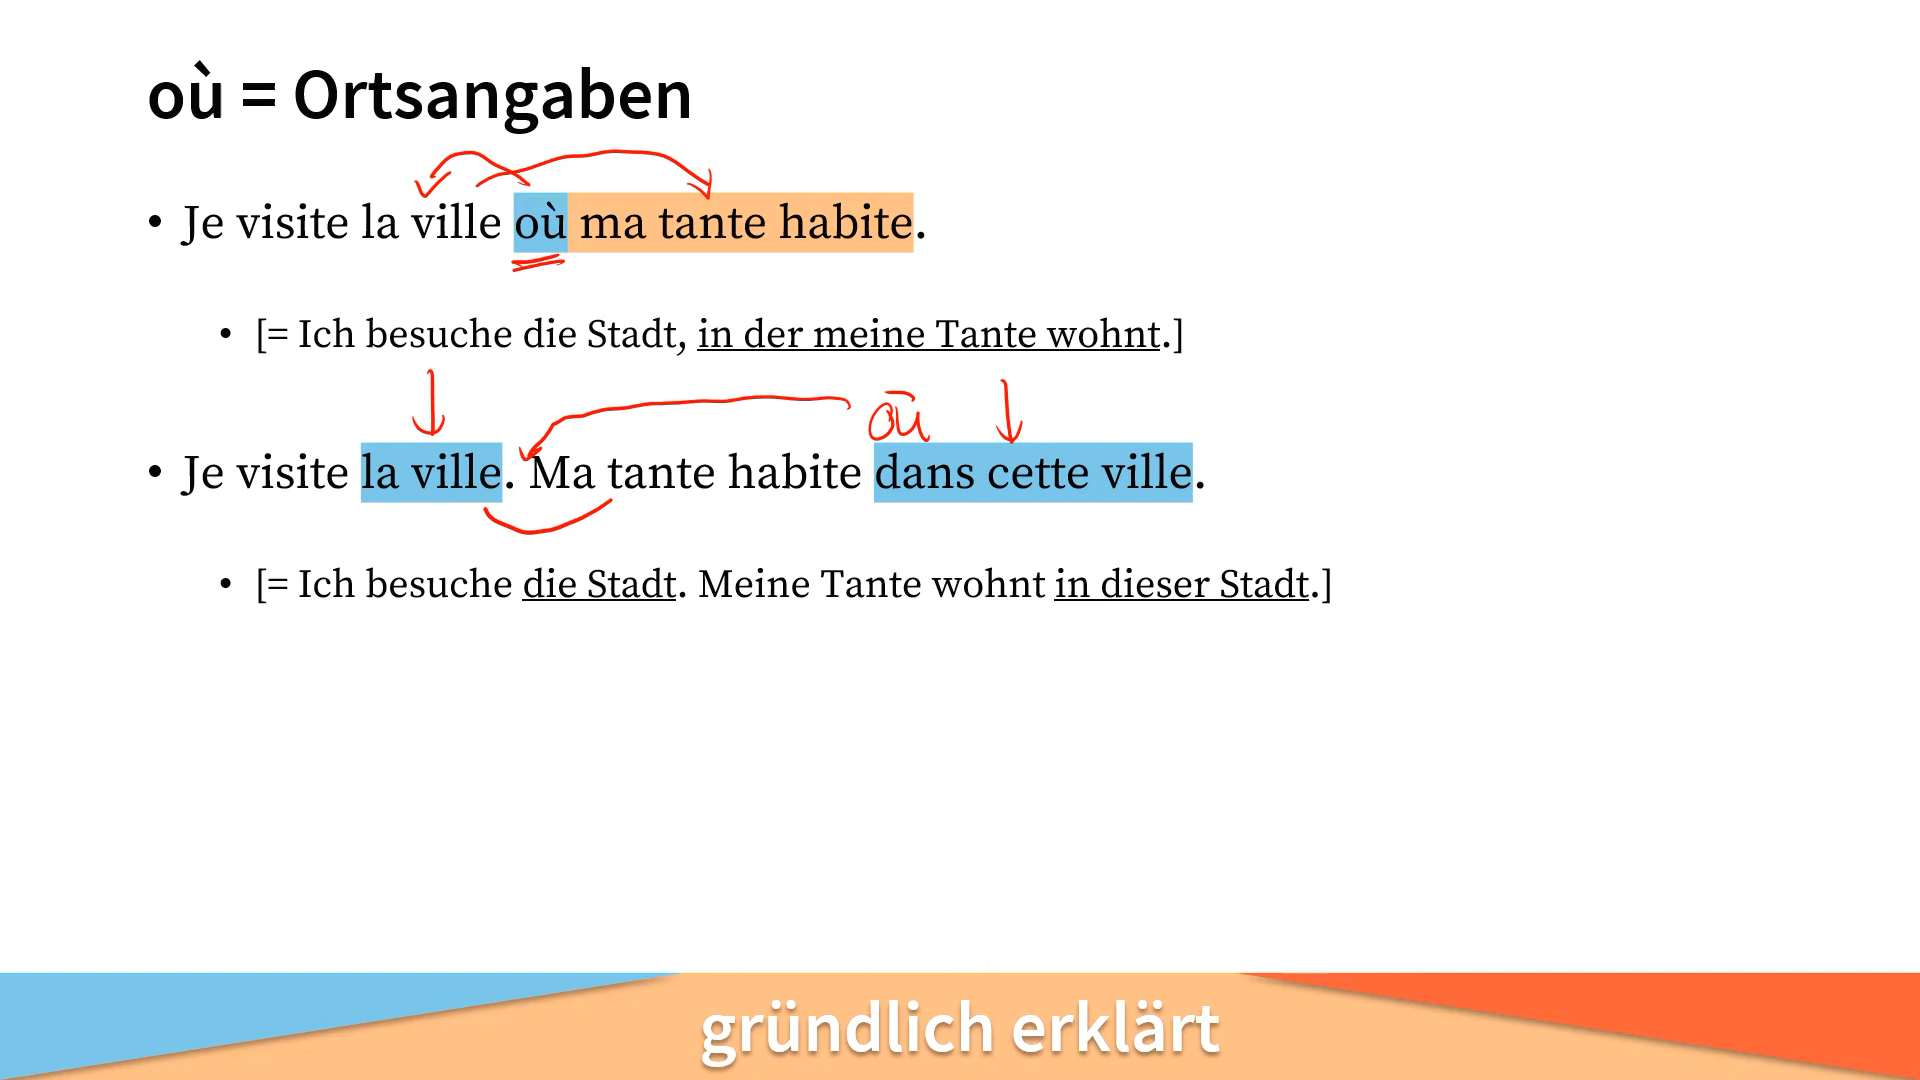 où = Ortsangaben
• Je visite la ville où ma tante habite.
• [= Ich besuche die Stadt, in der meine Tante wohnt.]
où
• Je visite la ville. Ma tante habite dans cette ville.
• [= Ich besuche die Stadt. Meine Tante wohnt in dieser Stadt.]
gründlich erklärt